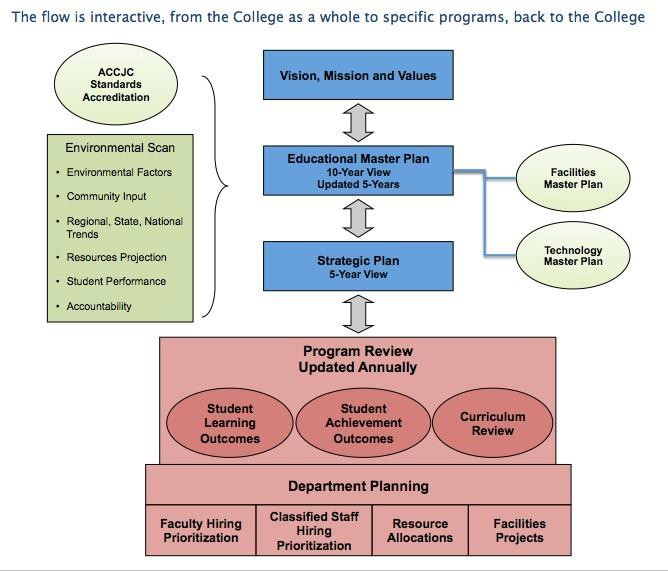 The flow is interactive, from the College as a whole to specific programs, back to the College
ACCJC
Standards
Accreditation
Environmental Scan
• Environmental Factors
• Community Input
• Regional, State, National
Trends
• Resources Projection
• Student Performance
• Accountability
Vision, Mission and Values
Educational Master Plan
10-Year View
Updated 5-Years
Facilities
Master Plan
Technology
Master Plan
Strategic Plan
5-Year View
Program Review
Updated Annually
Student
Learning
Outcomes
Student
Achievement
Outcomes
Curriculum
Review
Department Planning
Faculty Hiring
Prioritization
Classified Staff
Hiring
Prioritization
Resource
Allocations
Facilities
Projects